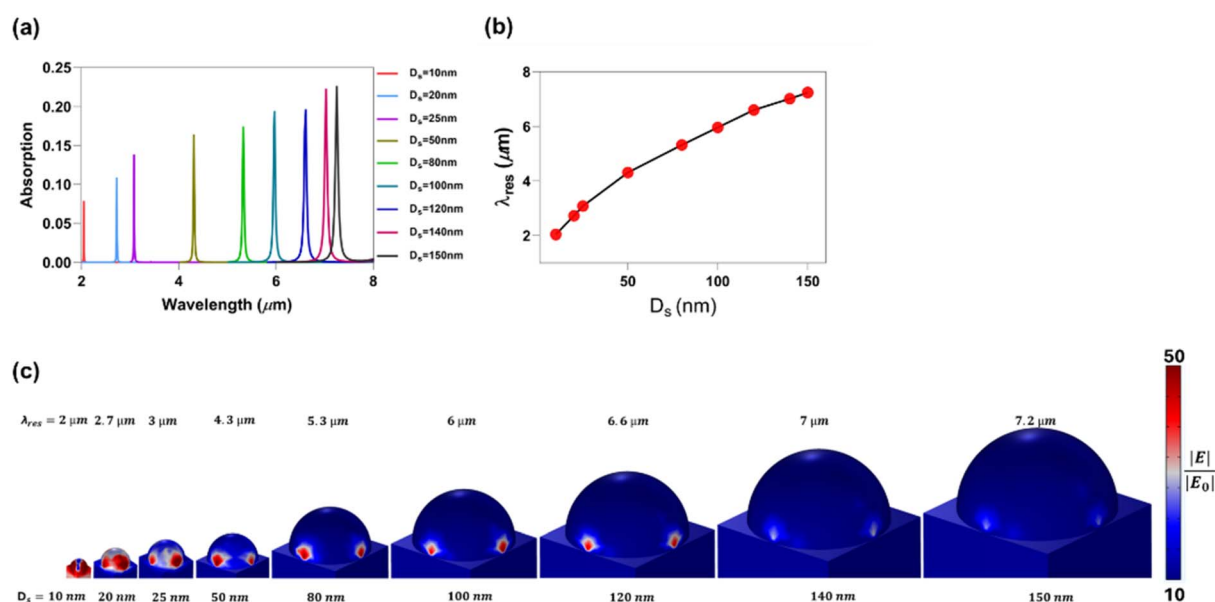 (a)
Absorption
0.25
0.20
0.15
0.10
0.05
0.00
2
4
6
8
Wavelength (μm)
Dₛ=10nm
Dₛ=20nm
Dₛ=25nm
Dₛ=50nm
Dₛ=80nm
Dₛ=100nm
Dₛ=120nm
Dₛ=140nm
Dₛ=150nm
(b)
λres (μm)
8
6
4
2
50
100
150
Dₛ (nm)
(c)
λres = 2 μm 2.7 μm 3 μm 4.3 μm 5.3 μm 6 μm 6.6 μm 7 μm 7.2 μm
Dₛ = 10 nm 20 nm 25 nm 50 nm 80 nm 100 nm 120 nm 140 nm 150 nm
50
|E|
|E₀|
10